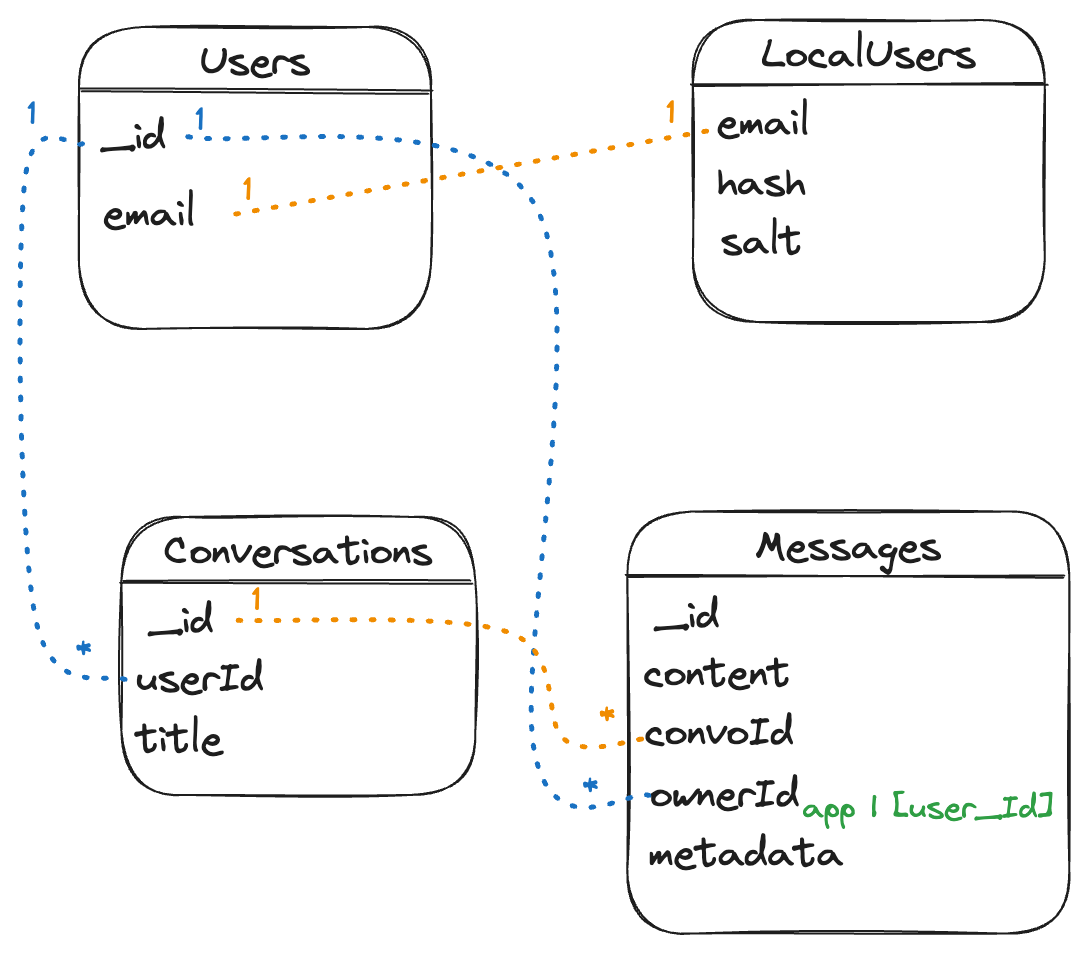 Users
1
_id
1
1
email
LocalUsers
1
email
hash
salt
Conversations
1
_id
*
userId
title
Messages
_id
content
*
convoId
*
ownerId app | [user_Id]
metadata